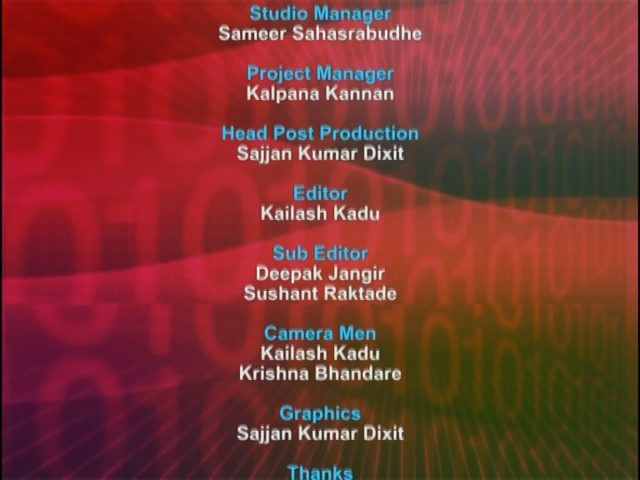 Studio Manager
Sameer Sahasrabudhe
Project Manager
Kalpana Kannan
Head Post Production
Sajjan Kumar Dixit
Editor
Kailash Kadu
Sub Editor
Deepak Jangir
Sushant Raktade
Camera Men
Kailash Kadu
Krishna Bhandare
Graphics
Sajjan Kumar Dixit
Thanks